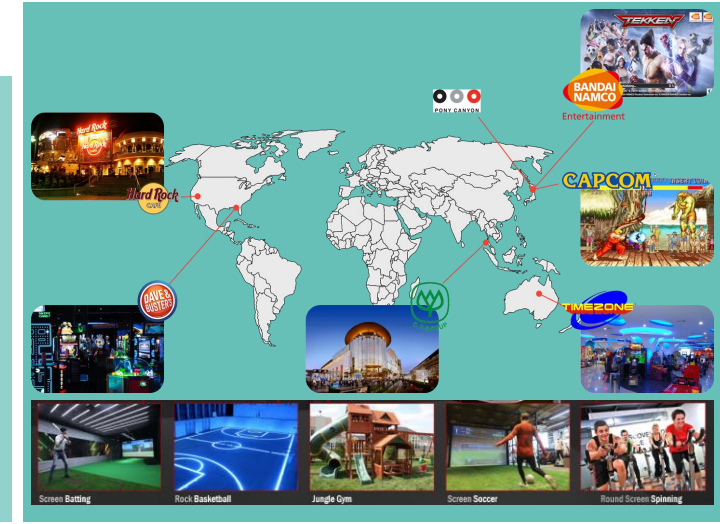 TEKKEN
BANDAI
NAMCO
Entertainment
PONY CANYON
Hard Rock
Hard Rock
CAFE
CAPCOM
DAVE &
BUSTER'S
TIMEZONE
Screen Batting
Rock Basketball
Jungle Gym
Screen Soccer
Round Screen Spinning